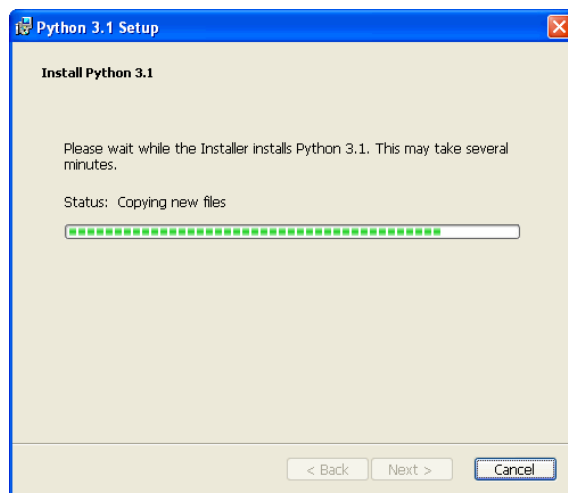 Python 3.1 Setup
Install Python 3.1
Please wait while the Installer installs Python 3.1. This may take several
minutes.
Status: Copying new files
< Back Next > Cancel